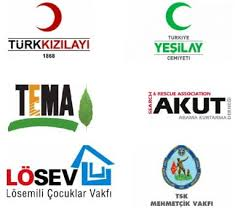 TÜRKKIZILAYI
1868
TÜRKİYE
YEŞİLAY
CEMİYETİ
TEMA
SEARCH & RESCUE ASSOCIATION
AKUT
ARAMA KURTARMA
DERNEĞİ
LÖSEV
Lösemili Çocuklar Vakfı
TSK
MEHMETÇİK VAKFI